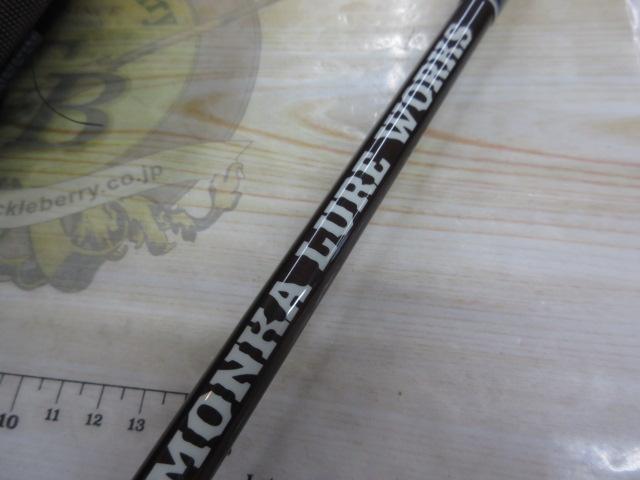 MONKA LURE WORKS
B
ckleberry.co.jp
10 11 12 13